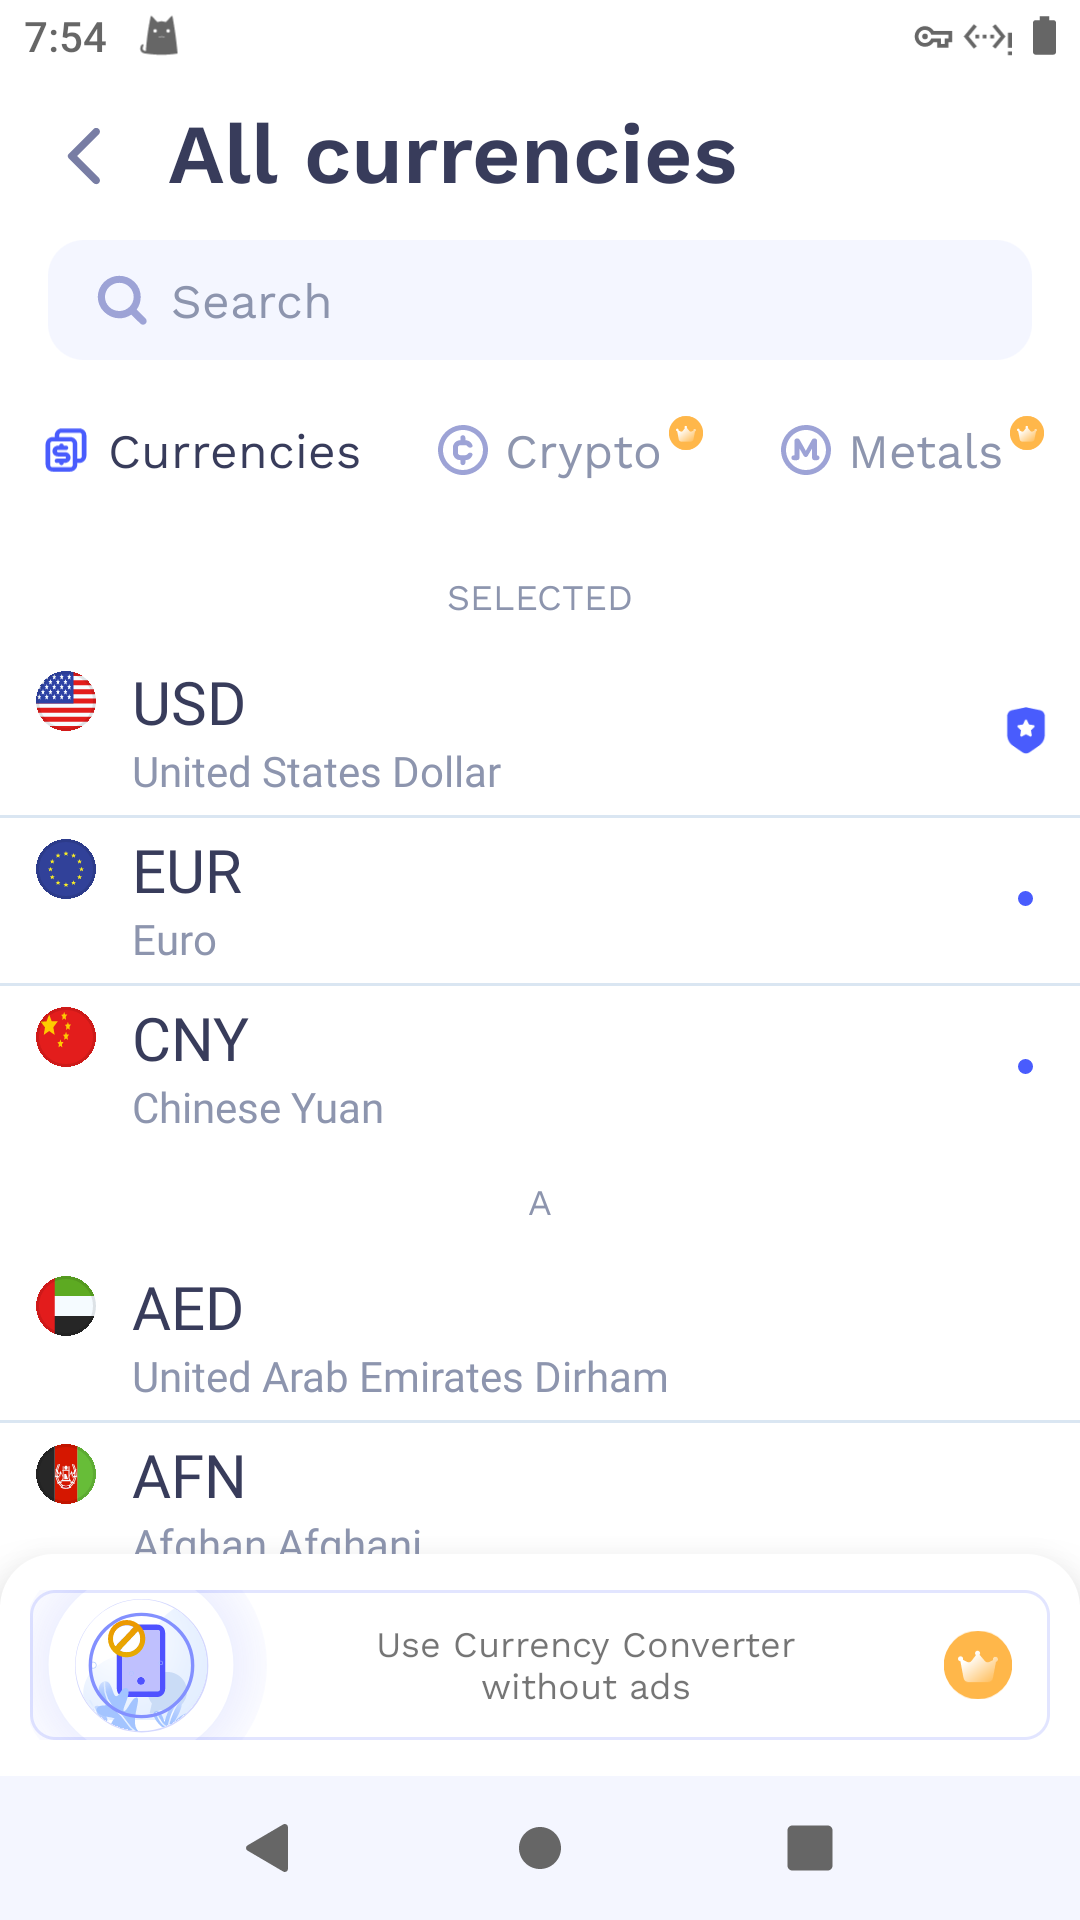 7:54
All currencies
Search
Currencies
Crypto
Metals
SELECTED
USD
United States Dollar
EUR
Euro
CNY
Chinese Yuan
A
AED
United Arab Emirates Dirham
AFN
Afghan Afghani
Use Currency Converter
without ads